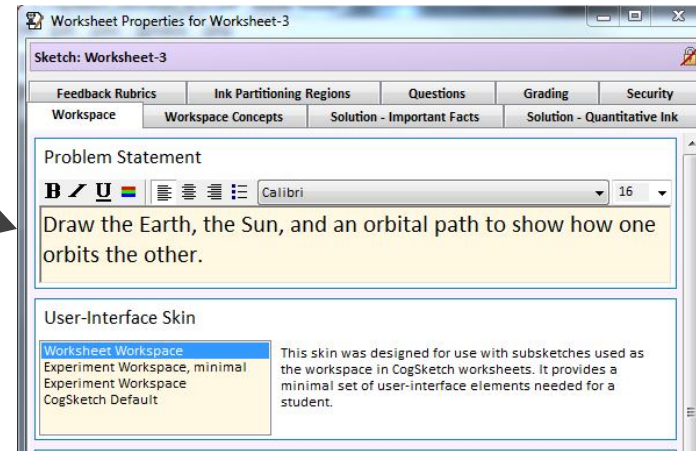 Worksheet Properties for Worksheet-3
Sketch: Worksheet-3
Feedback Rubrics Ink Partitioning Regions Questions Grading Security
Workspace Workspace Concepts Solution - Important Facts Solution - Quantitative Ink
Problem Statement
B I U Calibri 16
Draw the Earth, the Sun, and an orbital path to show how one
orbits the other.
User-Interface Skin
Worksheet Workspace
Experiment Workspace, minimal
Experiment Workspace
CogSketch Default
This skin was designed for use with subsketches used as
the workspace in CogSketch worksheets. It provides a
minimal set of user-interface elements needed for a
student.